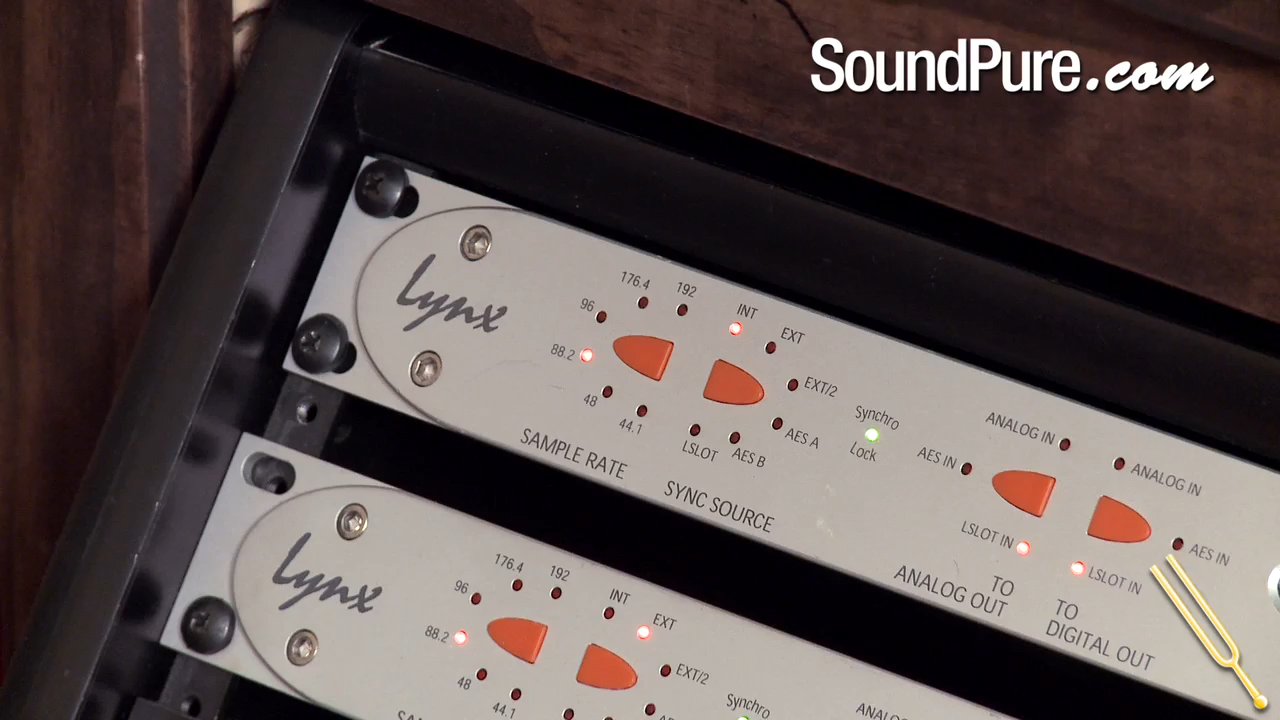 SoundPure.com
Lynx
176.4
192
96
88.2
48
44.1
SAMPLE RATE
INT
EXT
EXT/2
AES A
AES B
LSLOT
SYNC SOURCE
Synchro
Lock
ANALOG IN
AES IN
LSLOT IN
TO
ANALOG OUT
ANALOG IN
AES IN
LSLOT IN
TO
DIGITAL OUT
Lynx
176.4
192
96
88.2
48
44.1
INT
EXT
EXT/2
Synchro